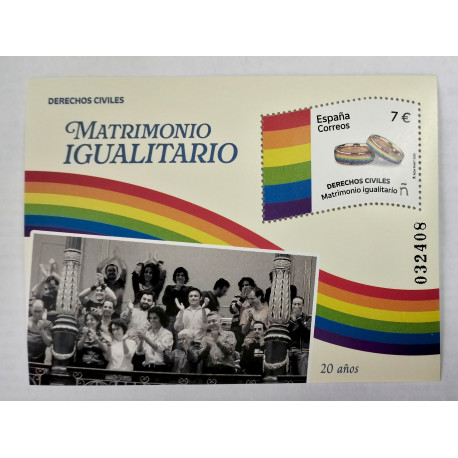 DERECHOS CIVILES
MATRIMONIO
IGUALITARIO
España
Correos
7 €
DERECHOS CIVILES
Matrimonio igualitario
032408
20 años